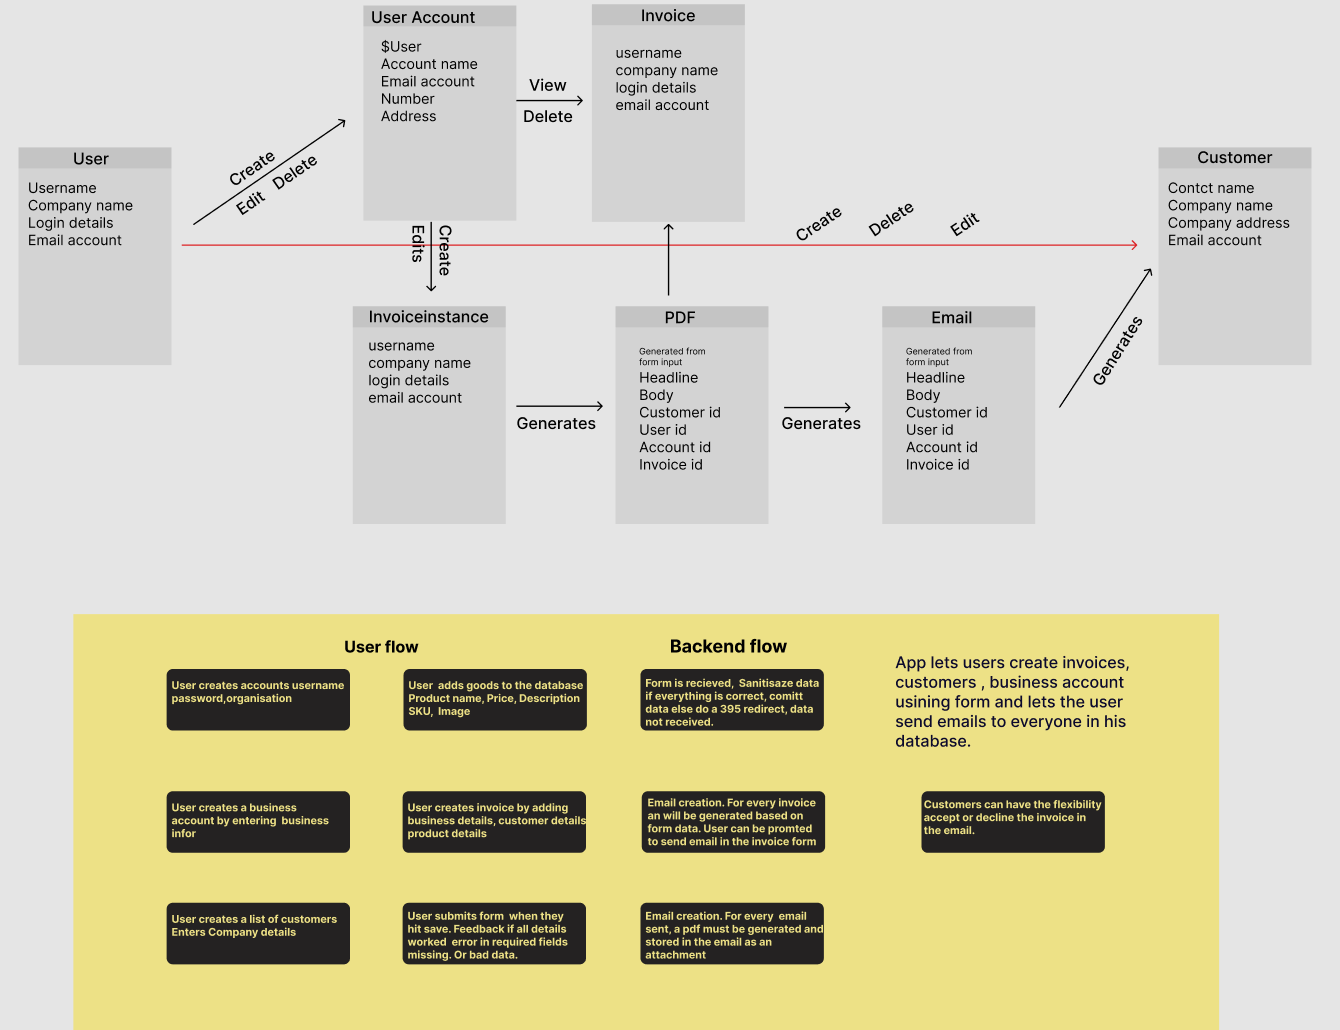 User Account
$User
Account name
Email account
Number
Address
View
Delete
Invoice
username
company name
login details
email account
User
Username
Company name
Login details
Email account
Create
Edit Delete
Create
Edits
Create Delete Edit
Customer
Contct name
Company name
Company address
Email account
Generates
Invoiceinstance
username
company name
login details
email account
Generates
PDF
Generated from
form input
Headline
Body
Customer id
User id
Account id
Invoice id
Generates
Email
Generated from
form input
Headline
Body
Customer id
User id
Account id
Invoice id
User flow
User creates accounts username
password,organisation
User adds goods to the database
Product name, Price, Description
SKU, Image
User creates a business
account by entering business
infor
User creates invoice by adding
business details, customer details
product details
User creates a list of customers
Enters Company details
User submits form when they
hit save. Feedback if all details
worked error in required fields
missing. Or bad data.
Backend flow
Form is recieved, Sanitisaze data
if everything is correct, comitt
data else do a 395 redirect, data
not received.
Email creation. For every invoice
an will be generated based on
form data. User can be promted
to send email in the invoice form
Email creation. For every email
sent, a pdf must be generated and
stored in the email as an
attachment
App lets users create invoices,
customers , business account
usining form and lets the user
send emails to everyone in his
database.
Customers can have the flexibility
accept or decline the invoice in
the email.